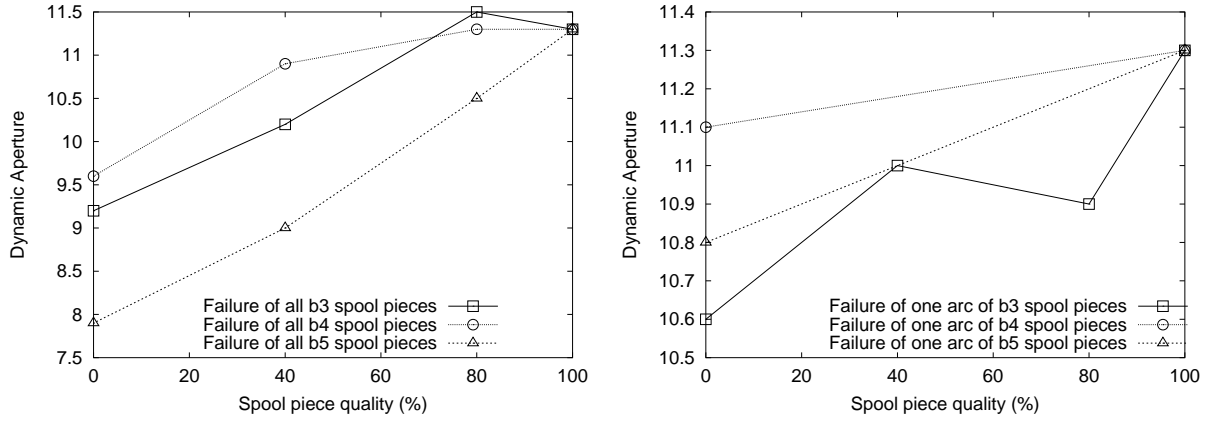 11.5
11
10.5
10
9.5
9
8.5
8
7.5
Dynamic Aperture
Failure of all b3 spool pieces
Failure of all b4 spool pieces
Failure of all b5 spool pieces
0 20 40 60 80 100
Spool piece quality (%)
11.4
11.3
11.2
11.1
11
10.9
10.8
10.7
10.6
10.5
Dynamic Aperture
Failure of one arc of b3 spool pieces
Failure of one arc of b4 spool pieces
Failure of one arc of b5 spool pieces
0 20 40 60 80 100
Spool piece quality (%)